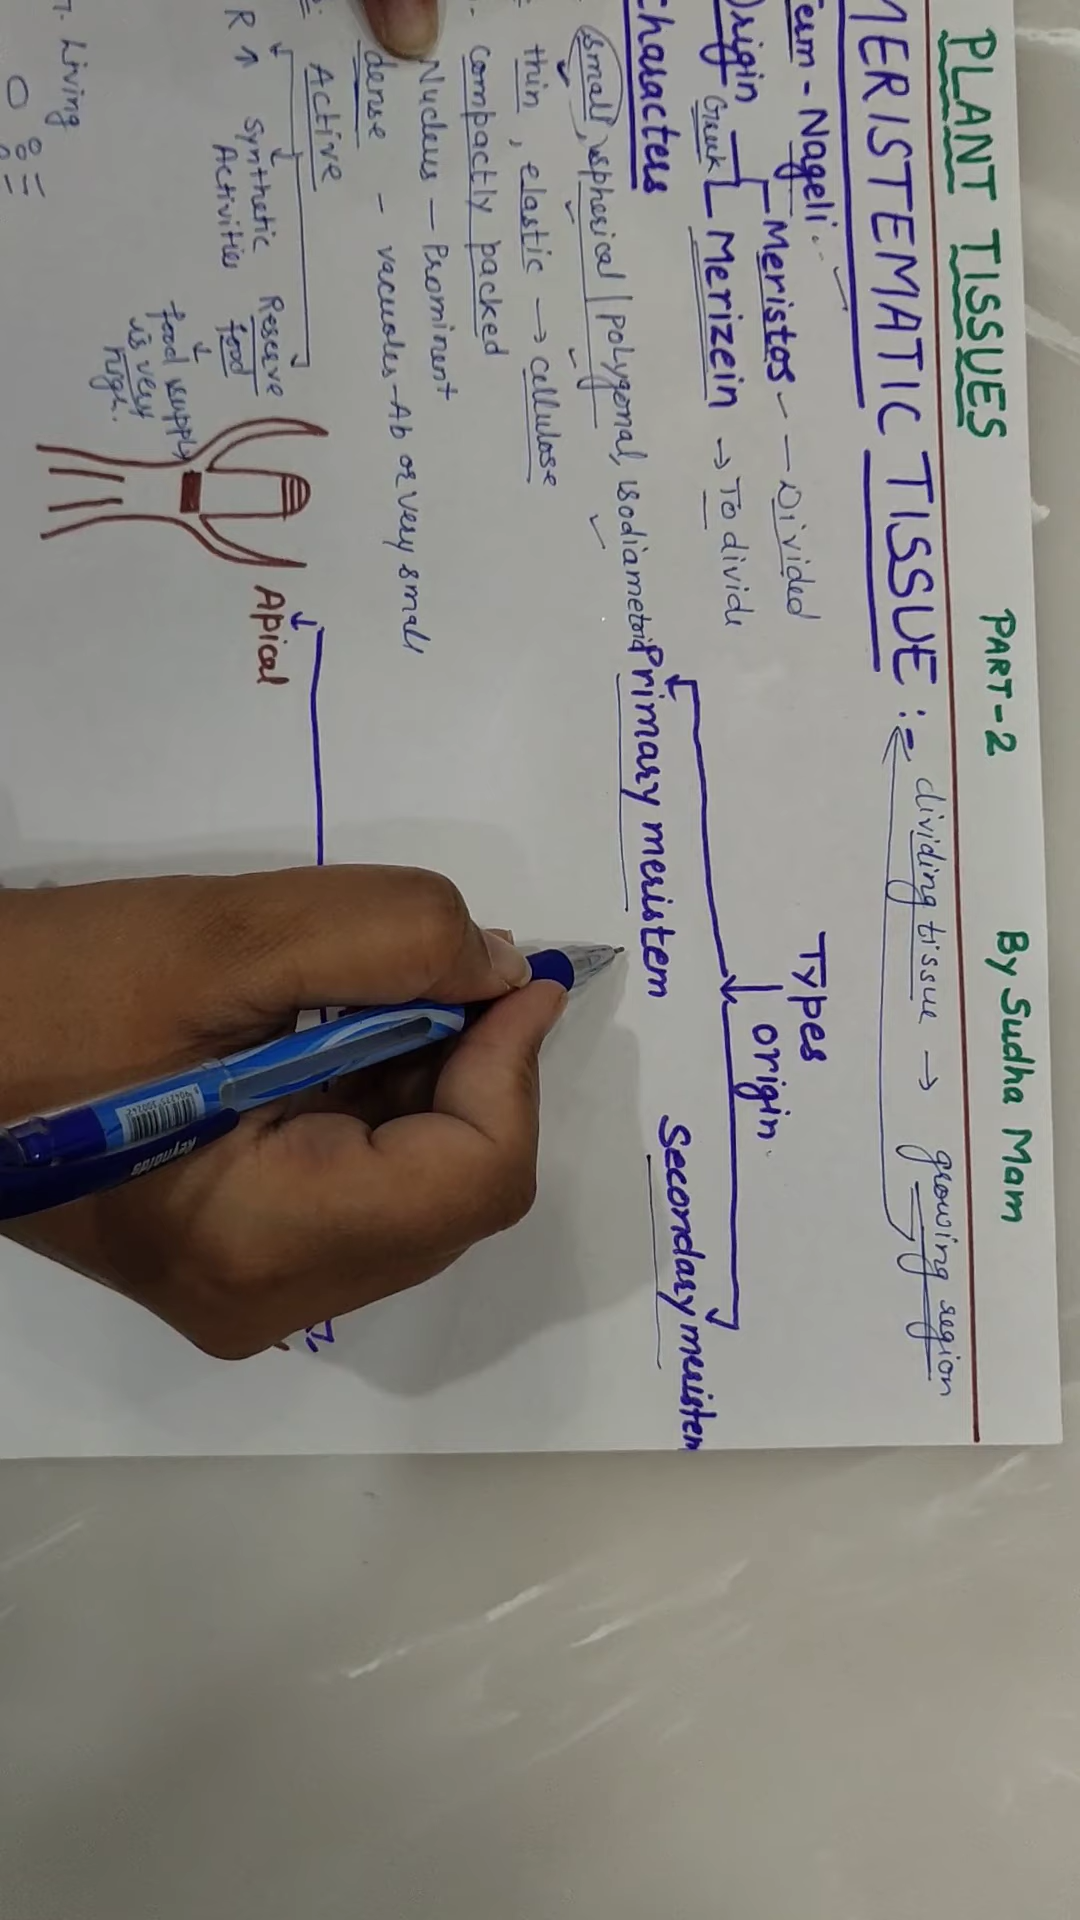 PLANT TISSUES PART-2 By Sudha Mam
MERISTEMATIC TISSUE :- dividing tissue → growing region
Term - Nageli.
Origin Meristos - - Divided
Greek Merizein → To divide
Types
origin.
Characters
small, spherical | polygonal, isodiametric
thin, elastic → cellulose
compactly packed
Nucleus - Prominent
dense - vacuoles - Ab or very small
Primary meristem
Secondary meristem
Active
R ↑ Synthetic Activities Reserve food
food supply is very high.
7. Living
Apical
Reynolds